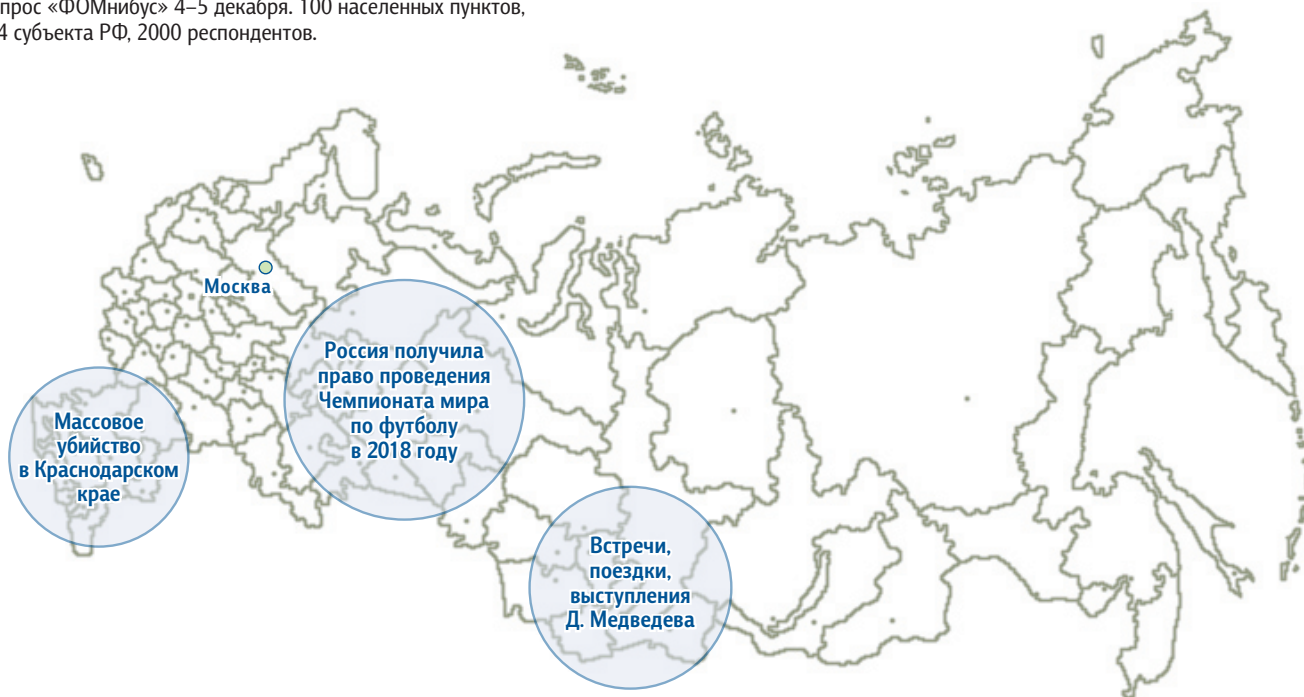 прос «ФОМнибус» 4–5 декабря. 100 населенных пунктов,
4 субъекта РФ, 2000 респондентов.
Москва
Россия получила
право проведения
Чемпионата мира
по футболу
в 2018 году
Массовое
убийство
в Краснодарском
крае
Встречи,
поездки,
выступления
Д. Медведева